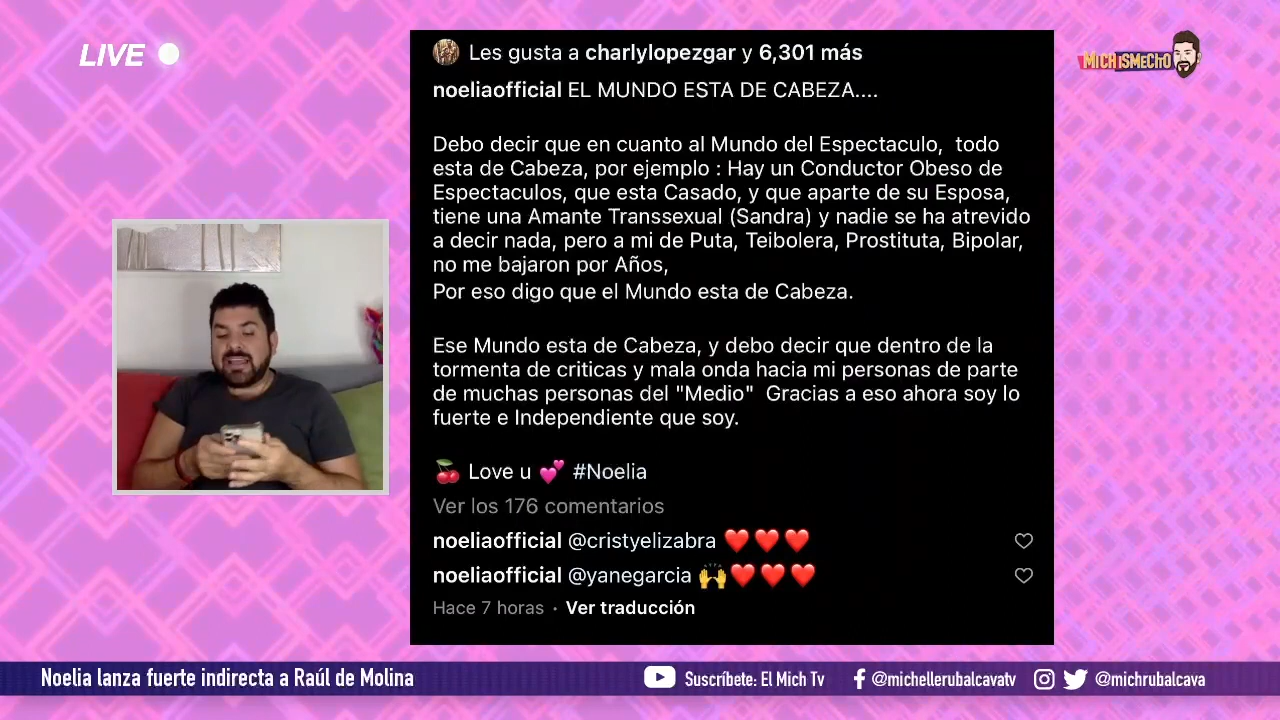 LIVE
MICHISMECITO
Les gusta a charlylopezgar y 6,301 más
noeliaofficial EL MUNDO ESTA DE CABEZA....
Debo decir que en cuanto al Mundo del Espectaculo, todo
esta de Cabeza, por ejemplo : Hay un Conductor Obeso de
Espectaculos, que esta Casado, y que aparte de su Esposa,
tiene una Amante Transsexual (Sandra) y nadie se ha atrevido
a decir nada, pero a mi de Puta, Teibolera, Prostituta, Bipolar,
no me bajaron por Años,
Por eso digo que el Mundo esta de Cabeza.
Ese Mundo esta de Cabeza, y debo decir que dentro de la
tormenta de criticas y mala onda hacia mi personas de parte
de muchas personas del "Medio" Gracias a eso ahora soy lo
fuerte e Independiente que soy.
🍒 Love u 💕 #Noelia
Ver los 176 comentarios
noeliaofficial @cristyelizabra ❤️❤️❤️
noeliaofficial @yanegarcia 🙌❤️❤️❤️
Hace 7 horas · Ver traducción
Noelia lanza fuerte indirecta a Raúl de Molina
Suscríbete: El Mich Tv
@michellerubalcavatv
@michrubalcava